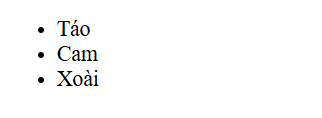 • Táo
• Cam
• Xoài